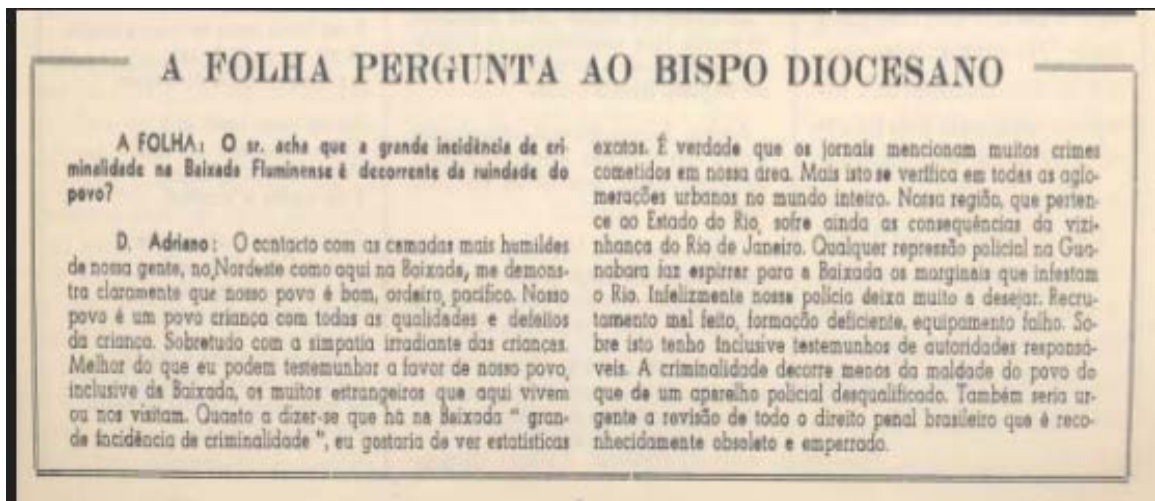 A FOLHA PERGUNTA AO BISPO DIOCESANO
A FOLHA: O sr. acha que a grande incidência de cri-
minalidade na Baixada Fluminense é decorrente da ruindade do
povo?
D. Adriano: O contacto com as camadas mais humildes
de nossa gente, no Nordeste como aqui na Baixada, me demons-
tra claramente que nosso povo é bom, ordeiro, pacífico. Nosso
povo é um povo criança com todas as qualidades e defeitos
da criança. Sobretudo com a simpatia irradiante das crianças.
Melhor do que eu podem testemunhar a favor de nosso povo,
inclusive da Baixada, os muitos estrangeiros que aqui vivem
ou nos visitam. Quanto a dizer-se que há na Baixada " gran-
de incidência de criminalidade ", eu gostaria de ver estatísticas
exatas. É verdade que os jornais mencionam muitos crimes
cometidos em nossa área. Mais isto se verifica em todas as aglo-
merações urbanas no mundo inteiro. Nossa região, que perten-
ce ao Estado do Rio, sofre ainda as consequências da vizi-
nhança do Rio de Janeiro. Qualquer repressão policial na Gua-
nabara faz espirrar para a Baixada os marginais que infestam
o Rio. Infelizmente nossa polícia deixa muito a desejar. Recru-
tamento mal feito, formação deficiente, equipamento falho. So-
bre isto tenho inclusive testemunhos de autoridades responsá-
veis. A criminalidade decorre menos da maldade do povo do
que de um aparelho policial desqualificado. Também seria ur-
gente a revisão de todo o direito penal brasileiro que é reco-
nhecidamente obsoleto e emperrado.